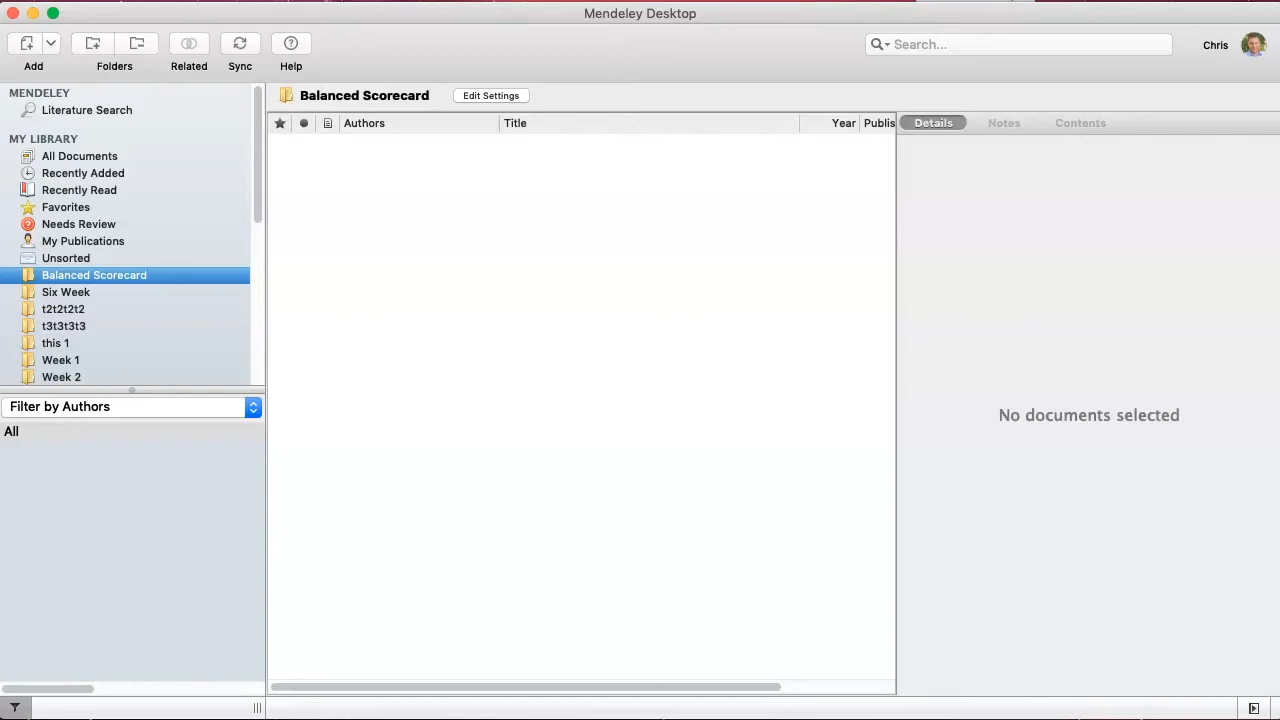 Mendeley Desktop
Add
Folders
Related
Sync
Help
Search...
Chris
MENDELEY
Literature Search
MY LIBRARY
All Documents
Recently Added
Recently Read
Favorites
Needs Review
My Publications
Unsorted
Balanced Scorecard
Six Week
t2t2t2t2
t3t3t3t3
this 1
Week 1
Week 2
Filter by Authors
All
Balanced Scorecard
Edit Settings
Authors
Title
Year
Publis
Details
Notes
Contents
No documents selected